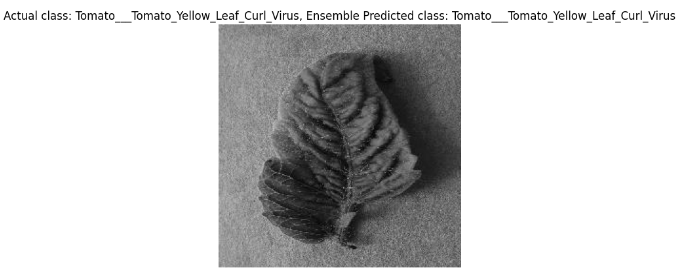 Actual class: Tomato___Tomato_Yellow_Leaf_Curl_Virus, Ensemble Predicted class: Tomato___Tomato_Yellow_Leaf_Curl_Virus